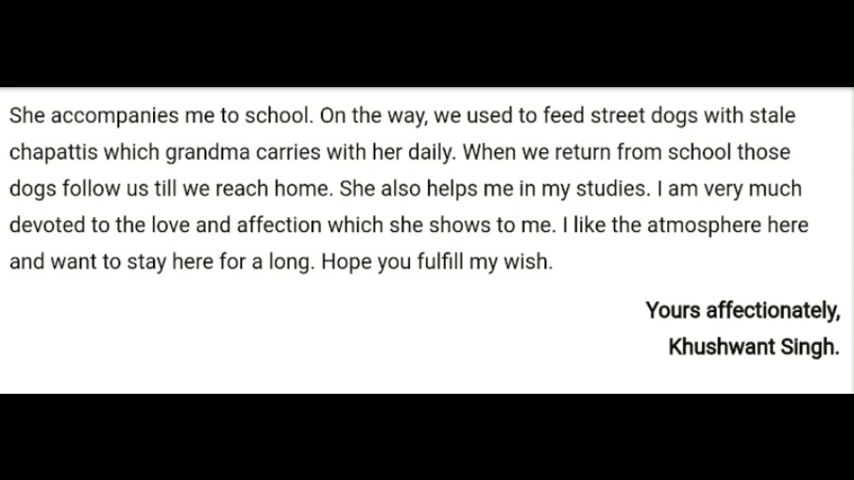 She accompanies me to school. On the way, we used to feed street dogs with stale
chapattis which grandma carries with her daily. When we return from school those
dogs follow us till we reach home. She also helps me in my studies. I am very much
devoted to the love and affection which she shows to me. I like the atmosphere here
and want to stay here for a long. Hope you fulfill my wish.
Yours affectionately,
Khushwant Singh.